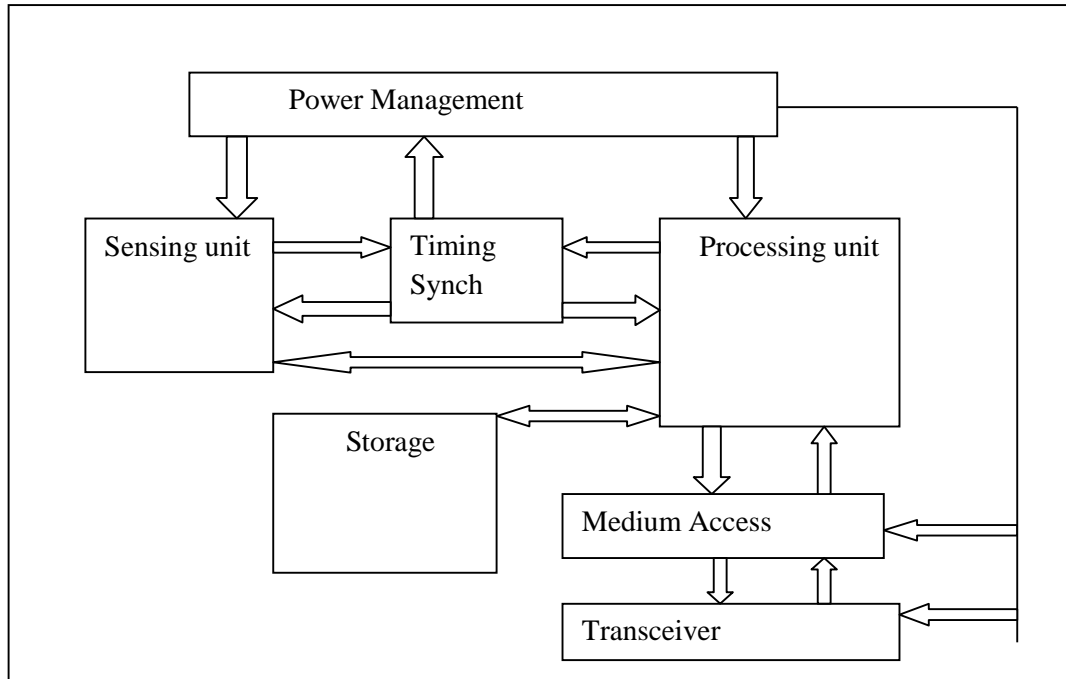 Power Management
Sensing unit
Timing
Synch
Processing unit
Storage
Medium Access
Transceiver